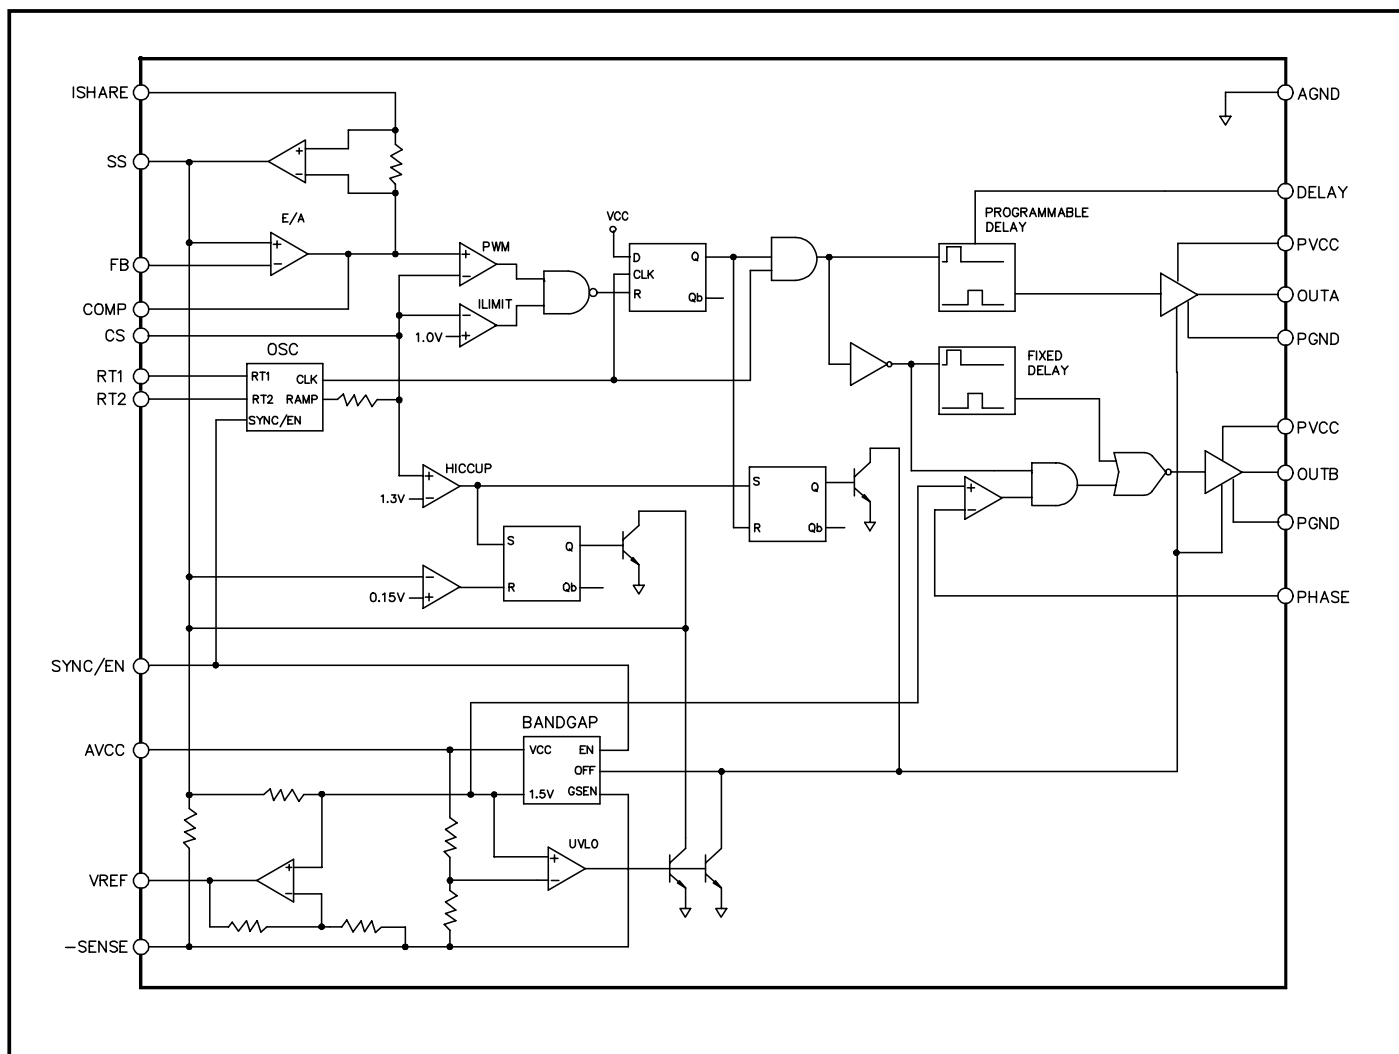 ISHARE
AGND
SS
DELAY
E/A
PROGRAMMABLE
DELAY
VCC
PVCC
+
-
FB
+
-
PWM
+
-
D
Q
CLK
R
Qb
OUTA
COMP
ILIMIT
-
+
1.0V
CS
PGND
OSC
FIXED
DELAY
RT1
RT1
CLK
RT2
RT2
RAMP
SYNC/EN
PVCC
HICCUP
+
-
1.3V
S
Q
R
Qb
+
-
OUTB
PGND
S
Q
R
Qb
-
+
0.15V
PHASE
SYNC/EN
BANDGAP
AVCC
VCC
EN
OFF
1.5V
GSEN
UVLO
+
-
VREF
+
-
-SENSE